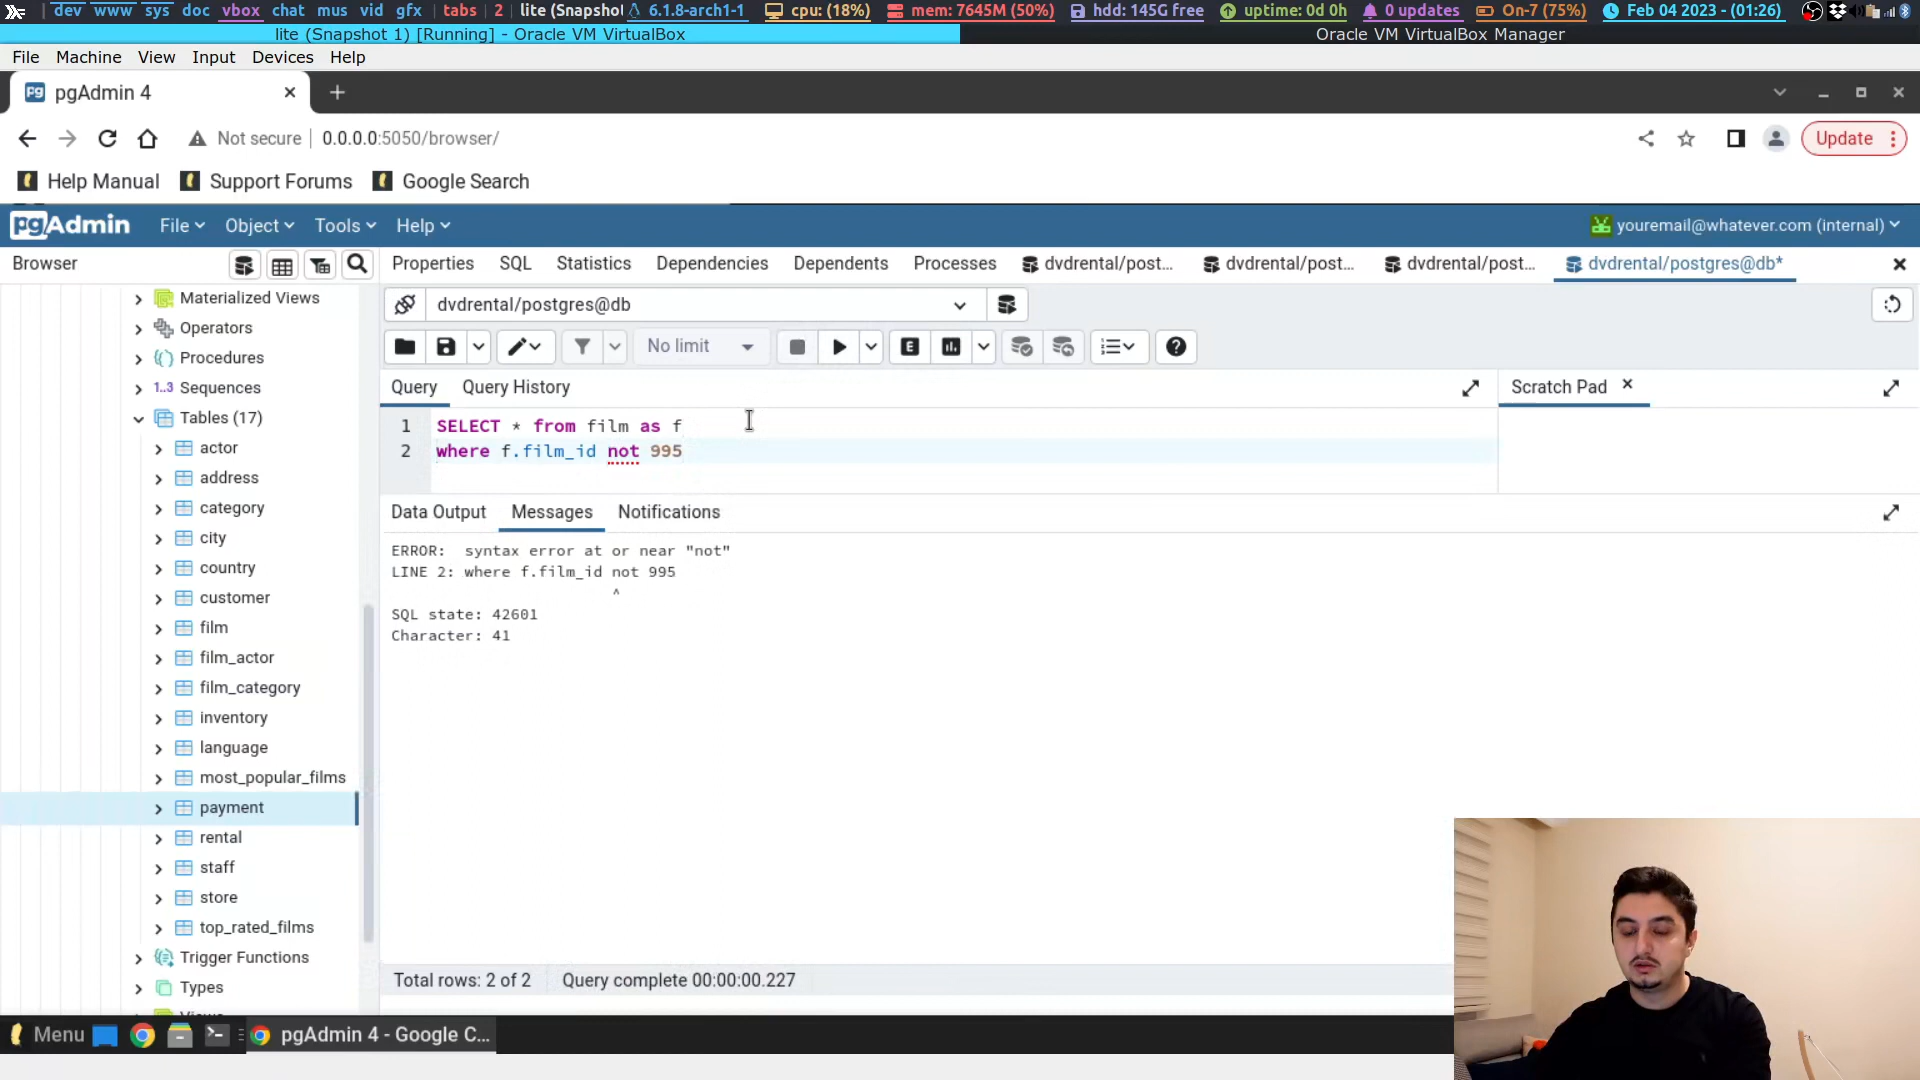 dev www sys doc vbox chat mus vid gfx tabs 2 lite (Snapshot 6.1.8-arch1-1 cpu: (18%) mem: 7645M (50%) hdd: 145G free uptime: 0d 0h 0 updates On-7 (75%) Feb 04 2023 - (01:26)
lite (Snapshot 1) [Running] - Oracle VM VirtualBox Oracle VM VirtualBox Manager
File Machine View Input Devices Help
pgAdmin 4
Not secure 0.0.0.0:5050/browser/ Update
Help Manual Support Forums Google Search
pgAdmin File Object Tools Help youremail@whatever.com (internal)
Browser Properties SQL Statistics Dependencies Dependents Processes dvdrental/post... dvdrental/post... dvdrental/post... dvdrental/postgres@db*
dvdrental/postgres@db
No limit
Query Query History Scratch Pad
1 SELECT * from film as f
2 where f.film_id not 995
Data Output Messages Notifications
ERROR: syntax error at or near "not"
LINE 2: where f.film_id not 995
^
SQL state: 42601
Character: 41
Materialized Views
Operators
Procedures
1..3 Sequences
Tables (17)
actor
address
category
city
country
customer
film
film_actor
film_category
inventory
language
most_popular_films
payment
rental
staff
store
top_rated_films
Trigger Functions
Types
Total rows: 2 of 2 Query complete 00:00:00.227
Menu pgAdmin 4 - Google C...